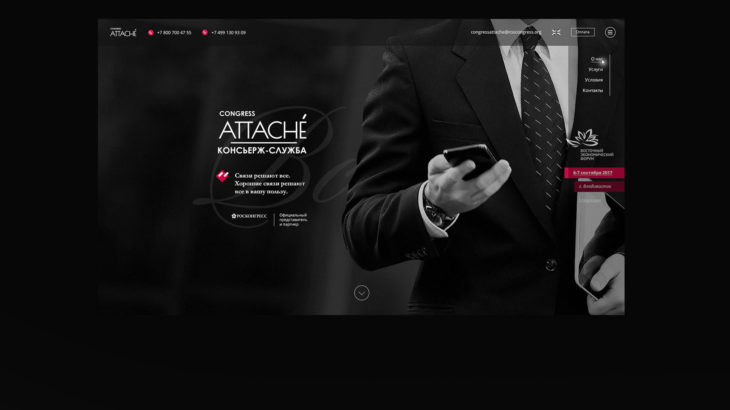 CONGRESS
ATTACHÉ
+7 800 700 47 55
+7 499 130 93 09
congressattache@roscongress.org
Оплата
О нас
Услуги
Условия
Контакты
CONGRESS
ATTACHÉ
КОНСЬЕРЖ-СЛУЖБА
Связи решают все.
Хорошие связи решают
все в вашу пользу.
РОСКОНГРЕСС
Официальный
представитель
и партнер
ВОСТОЧНЫЙ
ЭКОНОМИЧЕСКИЙ
ФОРУМ
6-7 сентября 2017
г. Владивосток